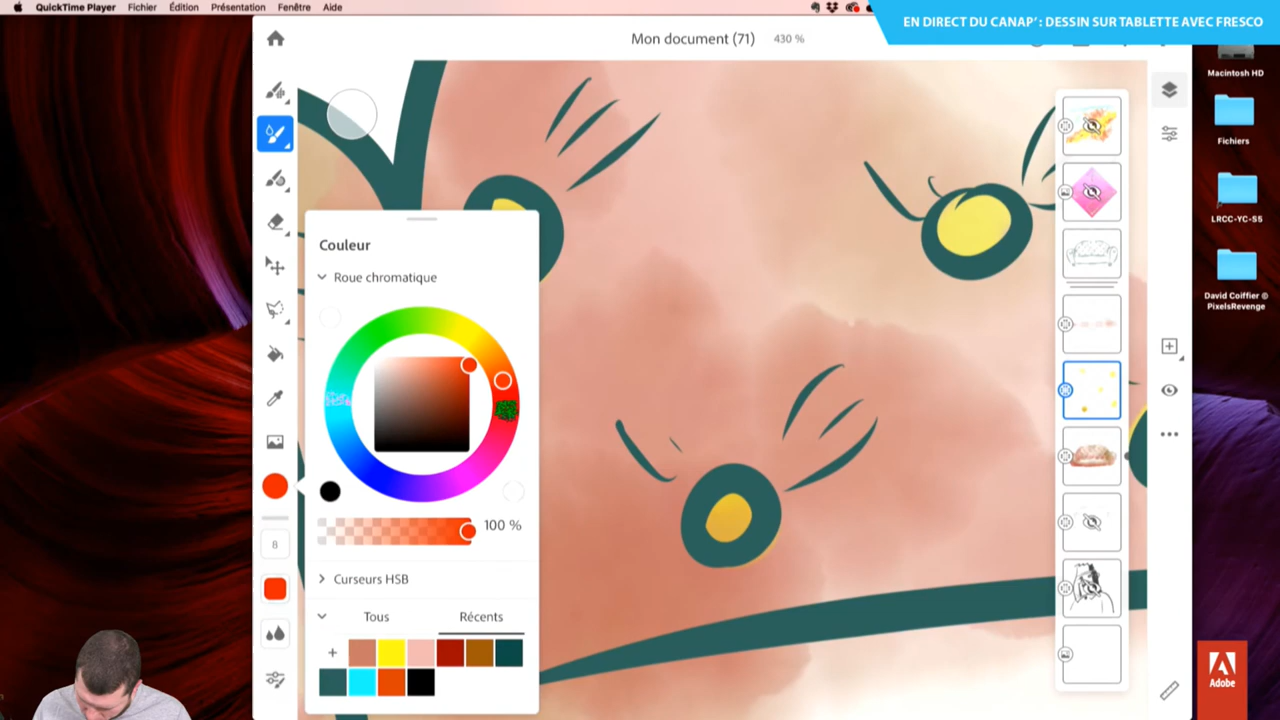 QuickTime Player Fichier Édition Présentation Fenêtre Aide
EN DIRECT DU CANAP' : DESSIN SUR TABLETTE AVEC FRESCO
Mon document (71) 430 %
Macintosh HD
Fichiers
LRCC-YC-S5
David Coiffier ©
PixelsRevenge
Couleur
Roue chromatique
100 %
8
Curseurs HSB
Tous Récents
Adobe